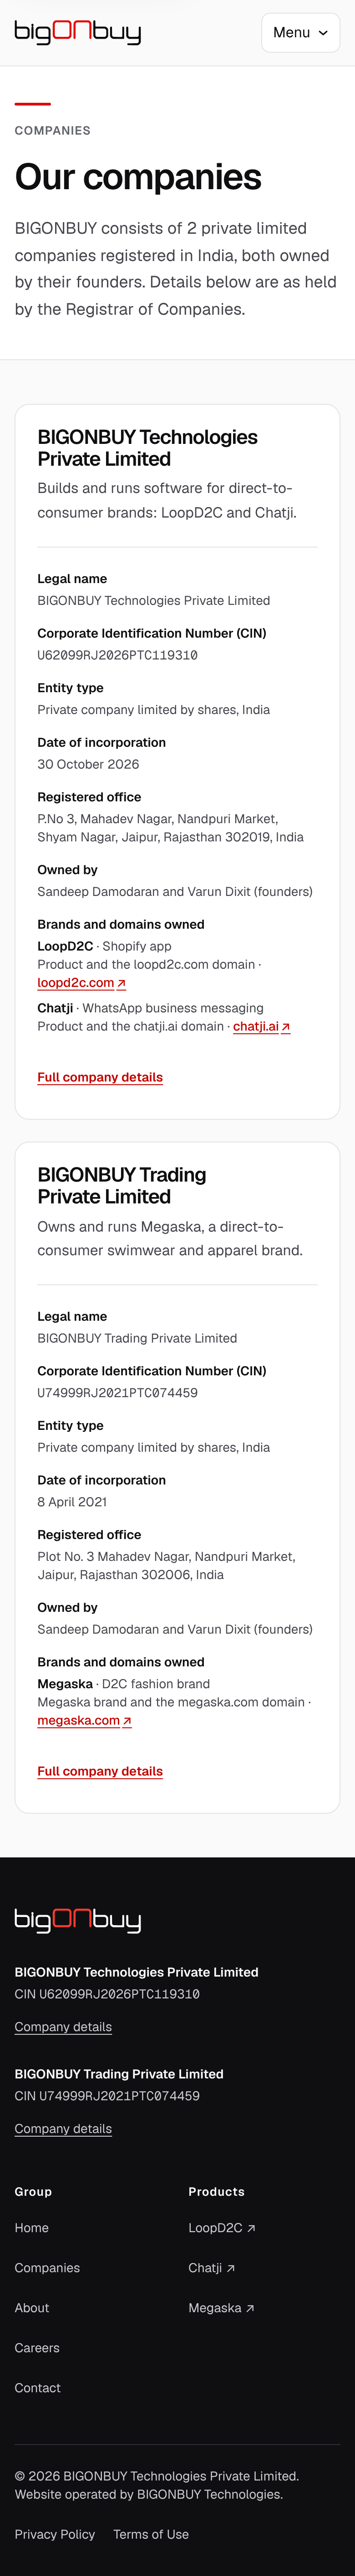 bigONbuy
Menu
COMPANIES
Our companies
BIGONBUY consists of 2 private limited
companies registered in India, both owned
by their founders. Details below are as held
by the Registrar of Companies.
BIGONBUY Technologies
Private Limited
Builds and runs software for direct-to-
consumer brands: LoopD2C and Chatji.
Legal name
BIGONBUY Technologies Private Limited
Corporate Identification Number (CIN)
U62099RJ2026PTC119310
Entity type
Private company limited by shares, India
Date of incorporation
30 October 2026
Registered office
P.No 3, Mahadev Nagar, Nandpuri Market,
Shyam Nagar, Jaipur, Rajasthan 302019, India
Owned by
Sandeep Damodaran and Varun Dixit (founders)
Brands and domains owned
LoopD2C · Shopify app
Product and the loopd2c.com domain ·
loopd2c.com ↗
Chatji · WhatsApp business messaging
Product and the chatji.ai domain · chatji.ai ↗
Full company details
BIGONBUY Trading
Private Limited
Owns and runs Megaska, a direct-to-
consumer swimwear and apparel brand.
Legal name
BIGONBUY Trading Private Limited
Corporate Identification Number (CIN)
U74999RJ2021PTC074459
Entity type
Private company limited by shares, India
Date of incorporation
8 April 2021
Registered office
Plot No. 3 Mahadev Nagar, Nandpuri Market,
Jaipur, Rajasthan 302006, India
Owned by
Sandeep Damodaran and Varun Dixit (founders)
Brands and domains owned
Megaska · D2C fashion brand
Megaska brand and the megaska.com domain ·
megaska.com ↗
Full company details
bigONbuy
BIGONBUY Technologies Private Limited
CIN U62099RJ2026PTC119310
Company details
BIGONBUY Trading Private Limited
CIN U74999RJ2021PTC074459
Company details
Group
Home
Companies
About
Careers
Contact
Products
LoopD2C ↗
Chatji ↗
Megaska ↗
© 2026 BIGONBUY Technologies Private Limited.
Website operated by BIGONBUY Technologies.
Privacy Policy
Terms of Use